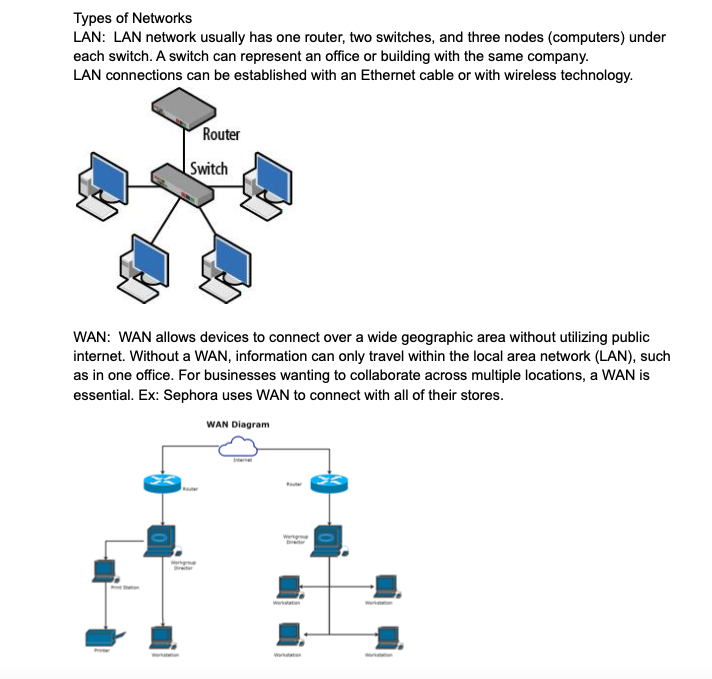 Types of Networks
LAN:  LAN network usually has one router, two switches, and three nodes (computers) under
each switch. A switch can represent an office or building with the same company.
LAN connections can be established with an Ethernet cable or with wireless technology.
Router
Switch
WAN:  WAN allows devices to connect over a wide geographic area without utilizing public
internet. Without a WAN, information can only travel within the local area network (LAN), such
as in one office. For businesses wanting to collaborate across multiple locations, a WAN is
essential. Ex: Sephora uses WAN to connect with all of their stores.
WAN Diagram
Internet
Router
Router
Workgroup
Director
Workgroup
Director
Print Station
Workstation
Workstation
Printer
Workstation
Workstation
Workstation